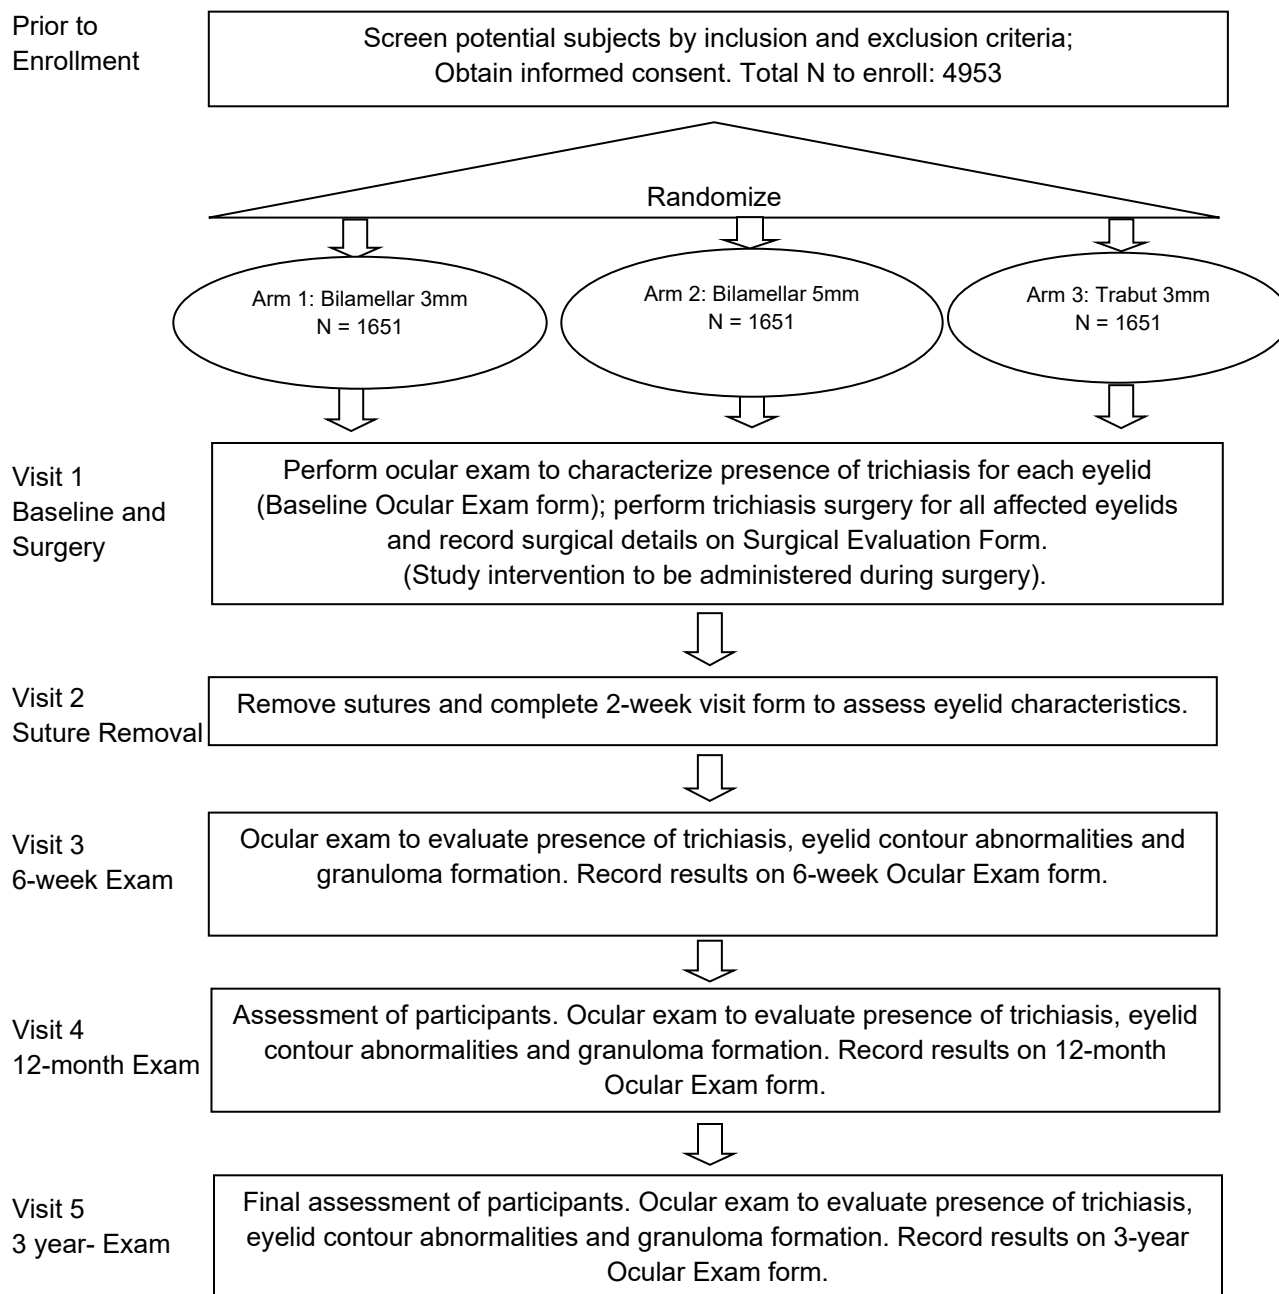 Prior to
Enrollment
Screen potential subjects by inclusion and exclusion criteria;
Obtain informed consent. Total N to enroll: 4953
Randomize
Arm 1: Bilamellar 3mm
N = 1651
Arm 2: Bilamellar 5mm
N = 1651
Arm 3: Trabut 3mm
N = 1651
Visit 1
Baseline and
Surgery
Perform ocular exam to characterize presence of trichiasis for each eyelid
(Baseline Ocular Exam form); perform trichiasis surgery for all affected eyelids
and record surgical details on Surgical Evaluation Form.
(Study intervention to be administered during surgery).
Visit 2
Suture Removal
Remove sutures and complete 2-week visit form to assess eyelid characteristics.
Visit 3
6-week Exam
Ocular exam to evaluate presence of trichiasis, eyelid contour abnormalities and
granuloma formation. Record results on 6-week Ocular Exam form.
Visit 4
12-month Exam
Assessment of participants. Ocular exam to evaluate presence of trichiasis, eyelid
contour abnormalities and granuloma formation. Record results on 12-month
Ocular Exam form.
Visit 5
3 year- Exam
Final assessment of participants. Ocular exam to evaluate presence of trichiasis,
eyelid contour abnormalities and granuloma formation. Record results on 3-year
Ocular Exam form.